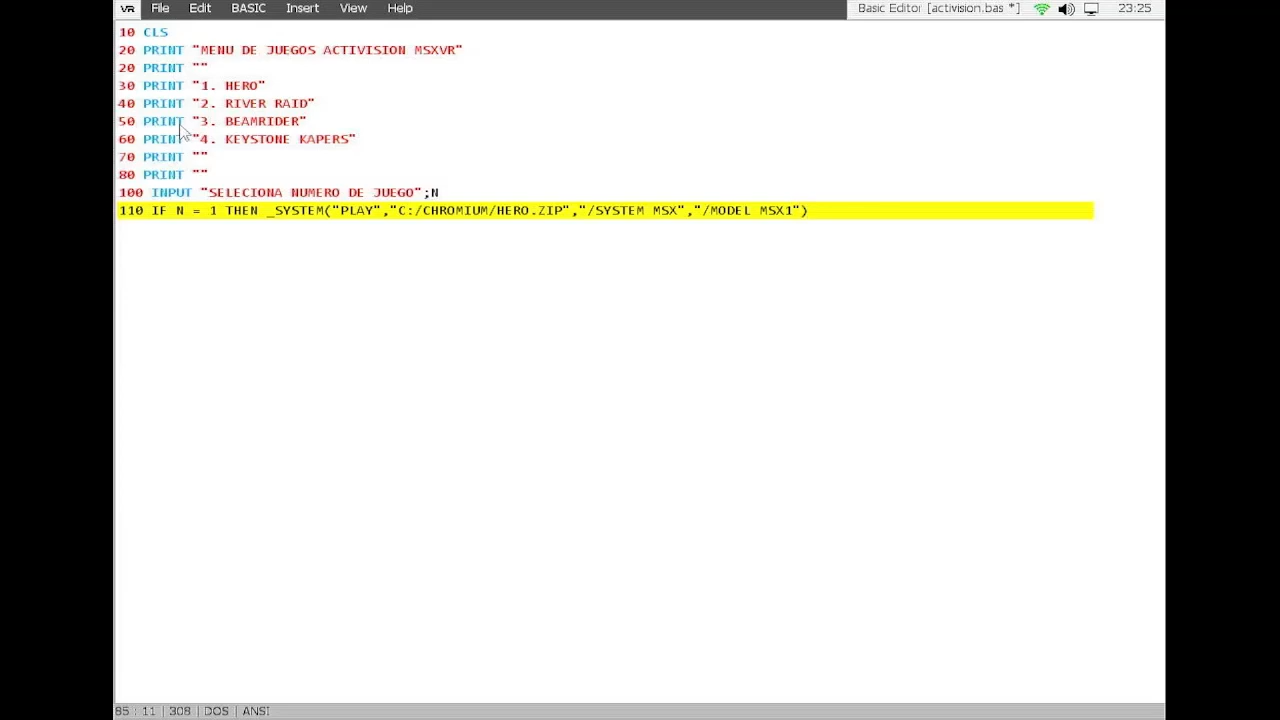 VR File Edit BASIC Insert View Help Basic Editor [activision.bas *] 23:25
10 CLS
20 PRINT "MENU DE JUEGOS ACTIVISION MSXVR"
20 PRINT ""
30 PRINT "1. HERO"
40 PRINT "2. RIVER RAID"
50 PRINT "3. BEAMRIDER"
60 PRINT "4. KEYSTONE KAPERS"
70 PRINT ""
80 PRINT ""
100 INPUT "SELECIONA NUMERO DE JUEGO";N
110 IF N = 1 THEN _SYSTEM("PLAY","C:/CHROMIUM/HERO.ZIP","/SYSTEM MSX","/MODEL MSX1")
85 : 11 | 308 | DOS | ANSI